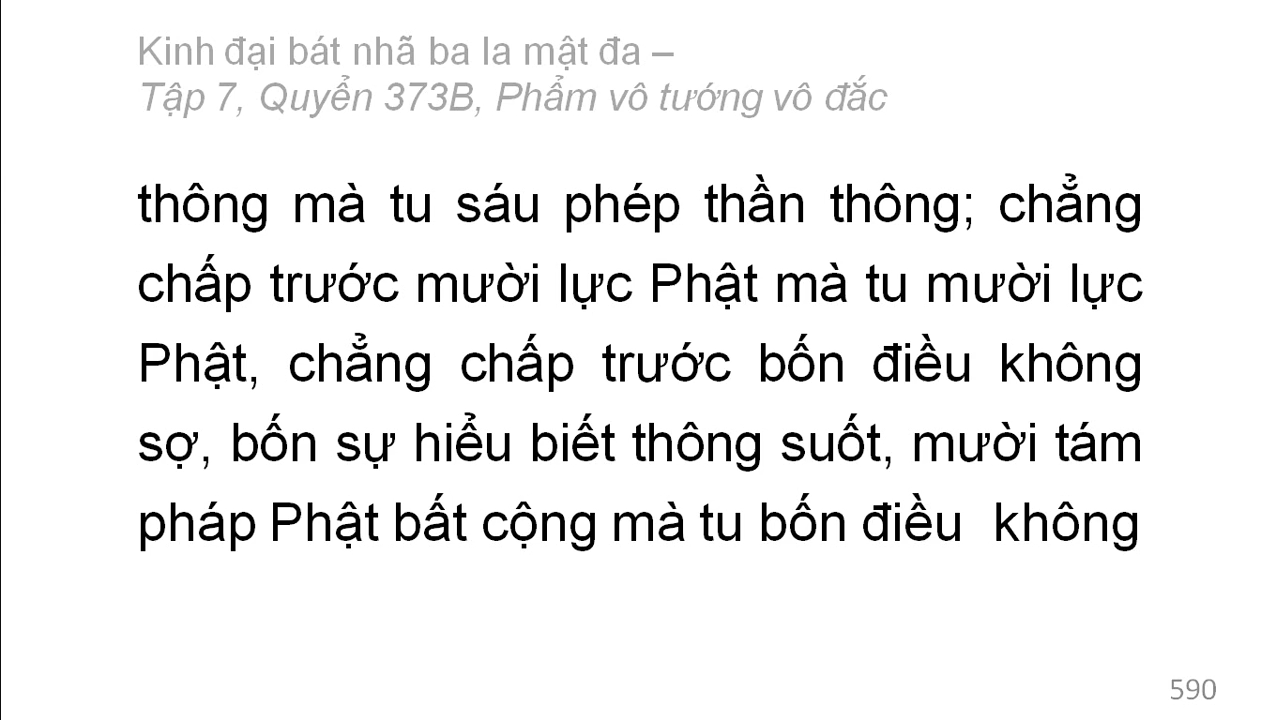 Kinh đại bát nhã ba la mật đa –
Tập 7, Quyển 373B, Phẩm vô tướng vô đắc
thông mà tu sáu phép thần thông; chẳng
chấp trước mười lực Phật mà tu mười lực
Phật, chẳng chấp trước bốn điều không
sợ, bốn sự hiểu biết thông suốt, mười tám
pháp Phật bất cộng mà tu bốn điều  không
590